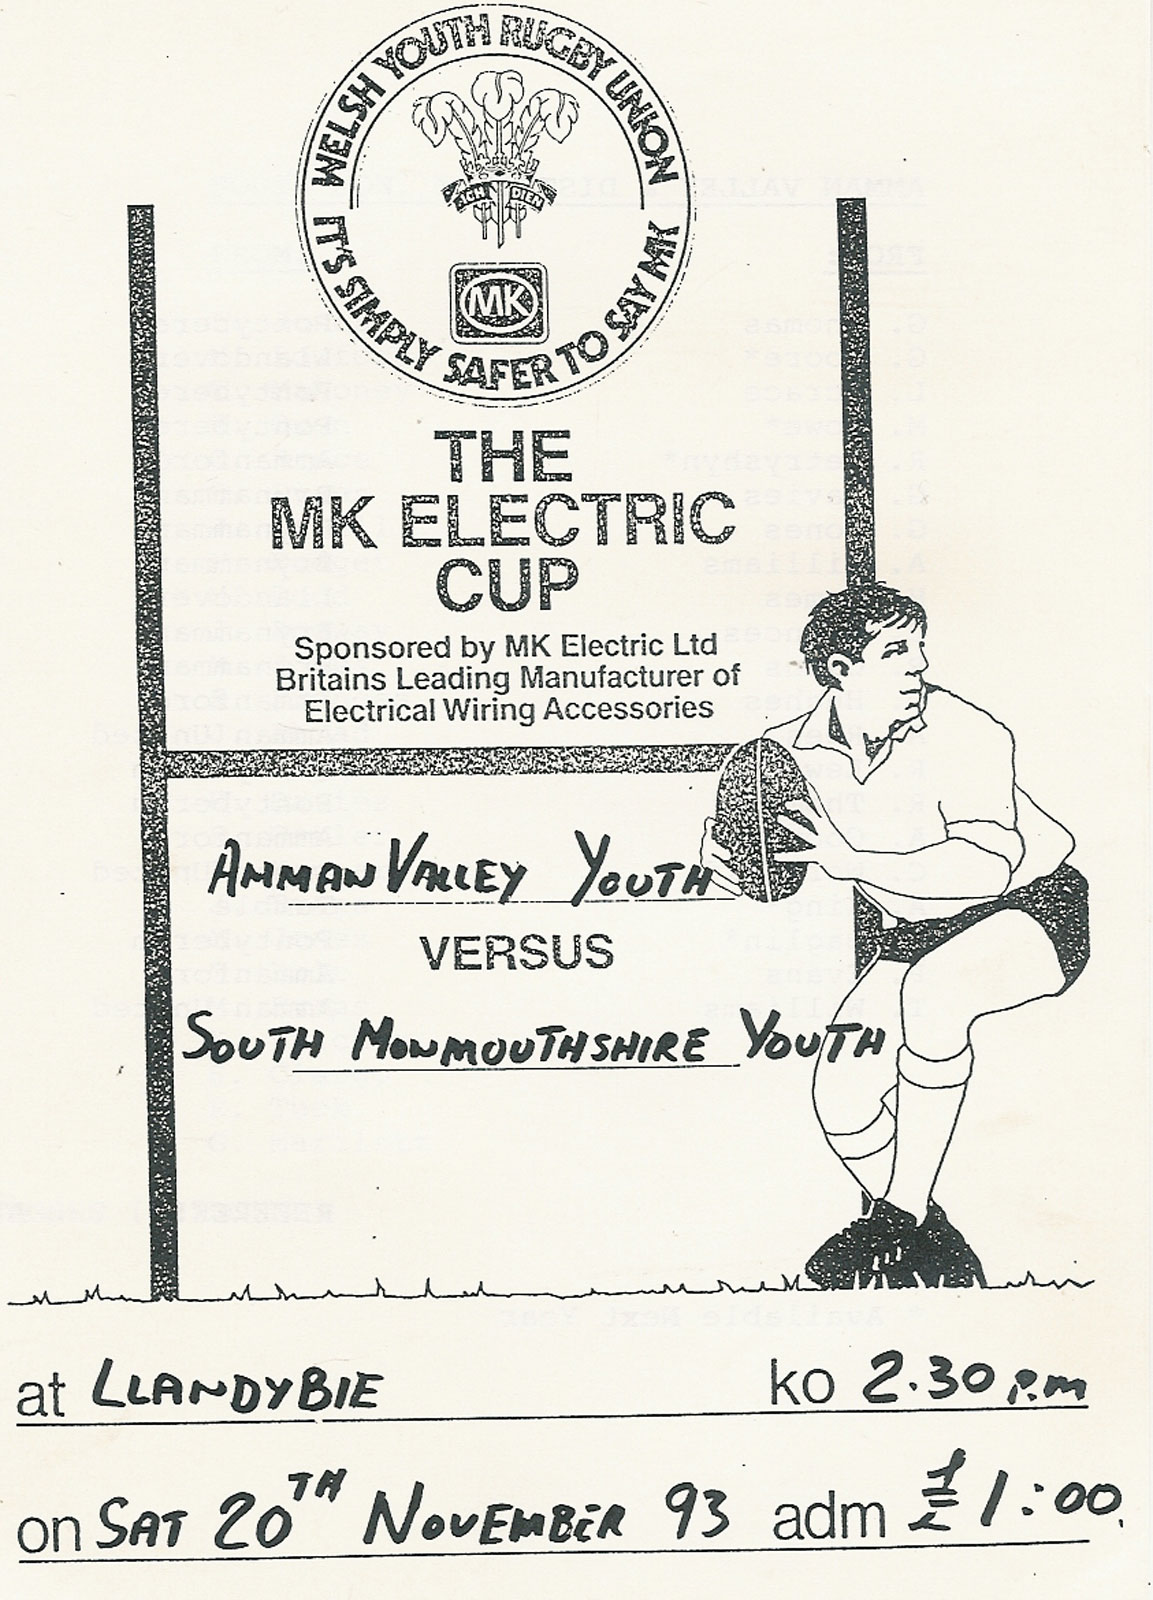 WELSH YOUTH RUGBY UNION
ICH DIEN
MK
IT'S SIMPLY SAFER TO SAY MK
THE
MK ELECTRIC
CUP
Sponsored by MK Electric Ltd
Britains Leading Manufacturer of
Electrical Wiring Accessories
AMMAN VALLEY YOUTH
VERSUS
SOUTH MONMOUTHSHIRE YOUTH
at LLANDYBIE ko 2.30 P.M
on SAT 20TH NOVEMBER 93 adm £1:00.